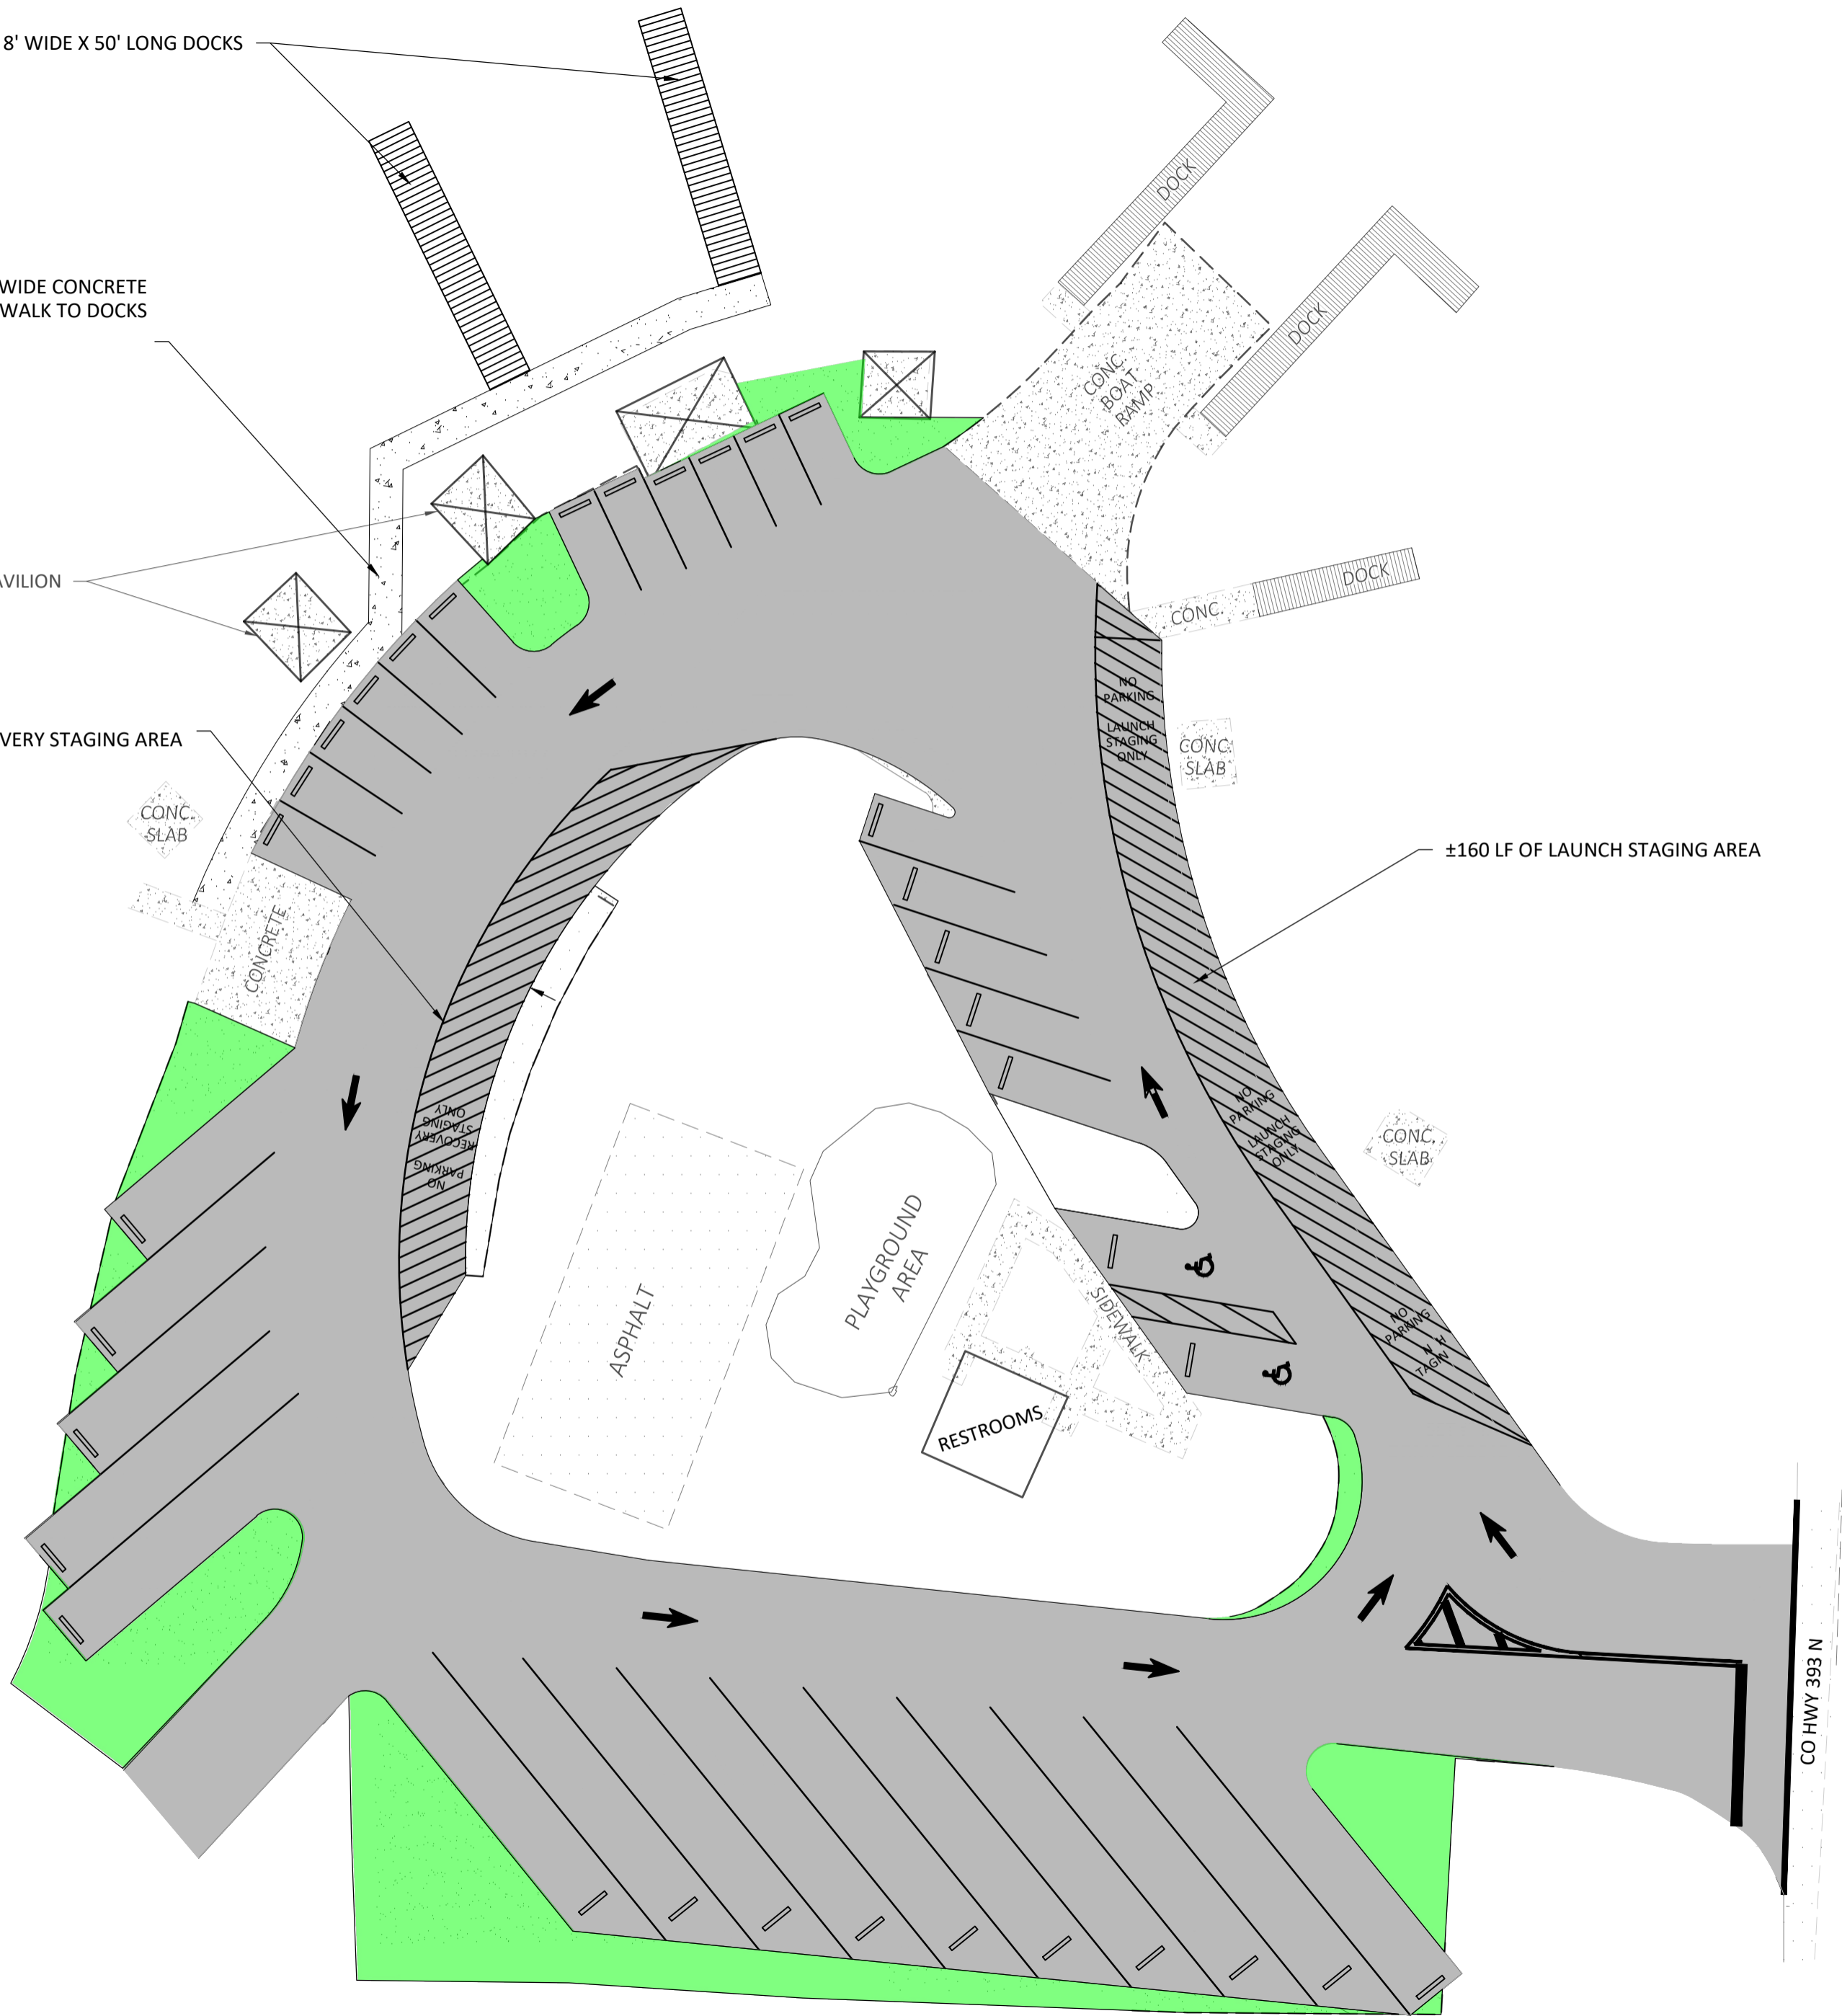 8' WIDE X 50' LONG DOCKS
DOCK
WIDE CONCRETE
WALK TO DOCKS
DOCK
CONC.
BOAT
RAMP
AVILION
DOCK
CONC.
NO
PARKING
LAUNCH
STAGING
ONLY
VERY STAGING AREA
CONC.
SLAB
CONC.
SLAB
±160 LF OF LAUNCH STAGING AREA
CONCRETE
NO
PARKING
RECOVERY
STAGING
ONLY
NO
PARKING
LAUNCH
STAGING
ONLY
CONC.
SLAB
PLAYGROUND
AREA
ASPHALT
SIDEWALK
NO
PARKING
N H
TAGIN
RESTROOMS
CO HWY 393 N